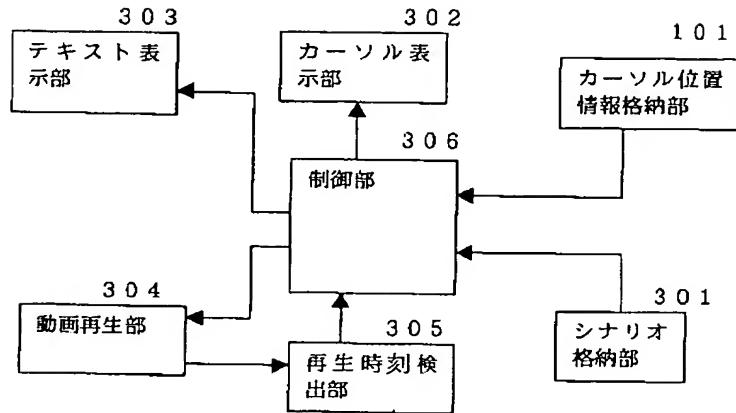 303
テキスト表
示部
302
カーソル表
示部
101
カーソル位置
情報格納部
306
制御部
304
動画再生部
305
再生時刻検
出部
301
シナリオ
格納部